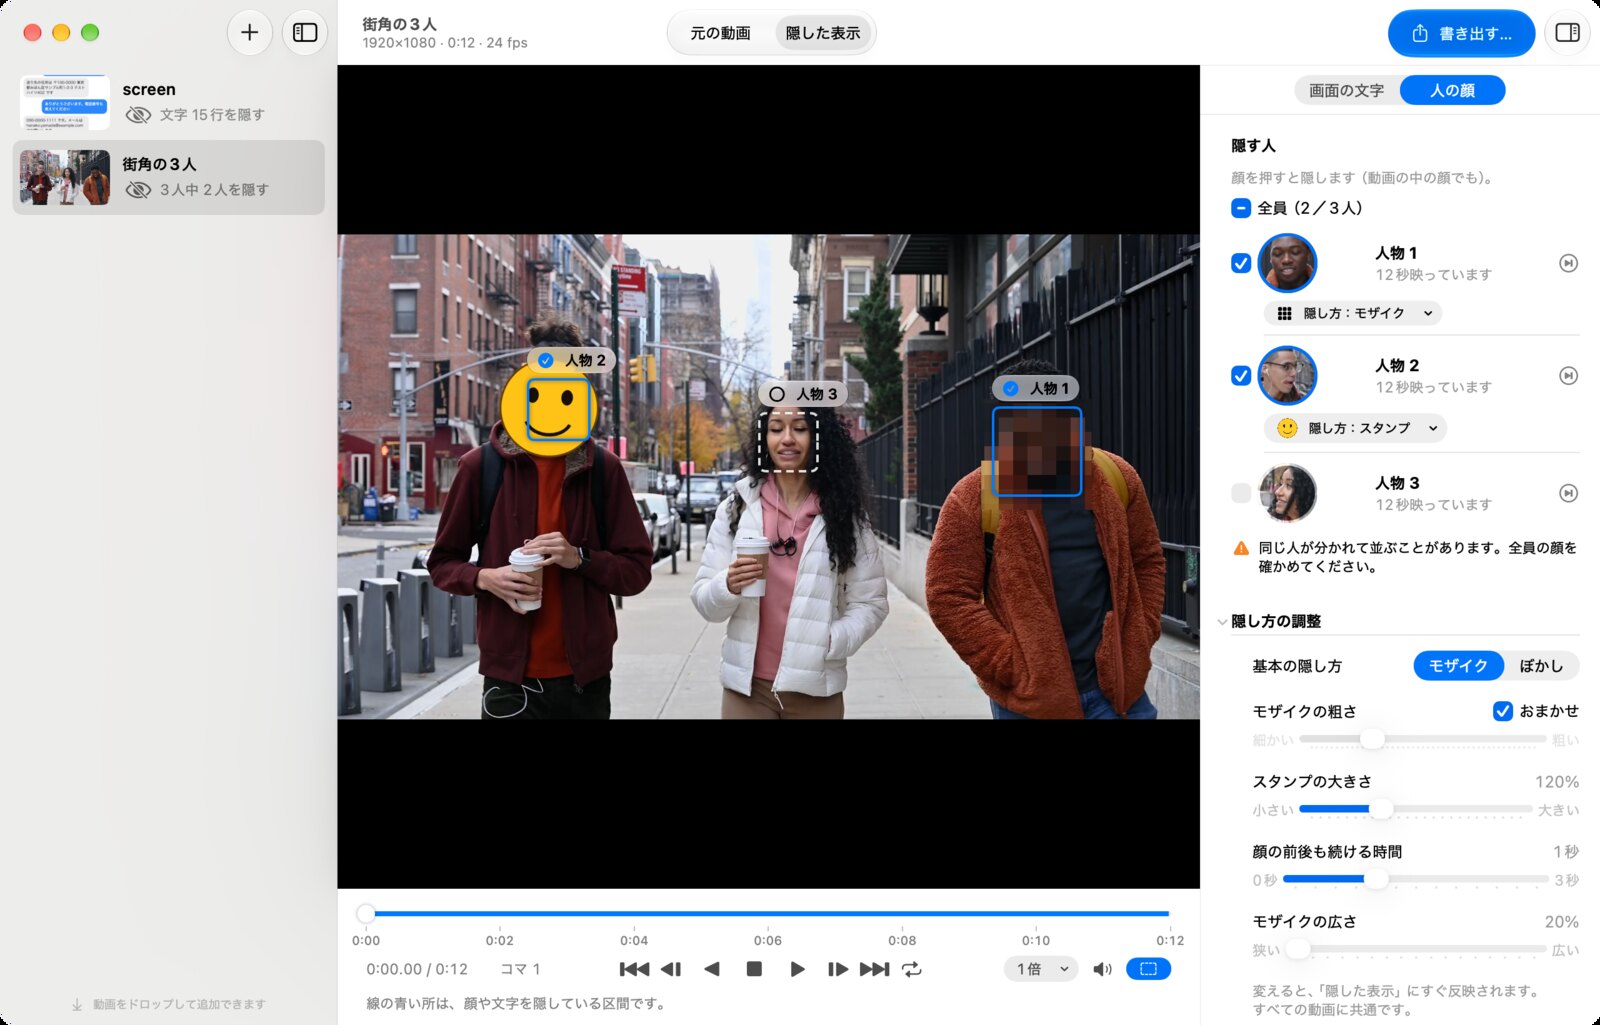 街角の3人
1920×1080 · 0:12 · 24 fps
元の動画
隠した表示
書き出す...
screen
文字 15行を隠す
街角の3人
3人中 2人を隠す
動画をドロップして追加できます
STANDING
人物 2
人物 3
人物 1
0:00
0:02
0:04
0:06
0:08
0:10
0:12
0:00.00 / 0:12
コマ 1
1倍
線の青い所は、顔や文字を隠している区間です。
画面の文字
人の顔
隠す人
顔を押すと隠します（動画の中の顔でも）。
全員（2／3人）
人物 1
12秒映っています
隠し方：モザイク
人物 2
12秒映っています
隠し方：スタンプ
人物 3
12秒映っています
同じ人が分かれて並ぶことがあります。全員の顔を
確かめてください。
隠し方の調整
基本の隠し方
モザイク
ぼかし
モザイクの粗さ
おまかせ
細かい
粗い
スタンプの大きさ
120%
小さい
大きい
顔の前後も続ける時間
1秒
0秒
3秒
モザイクの広さ
20%
狭い
広い
変えると、「隠した表示」にすぐ反映されます。
すべての動画に共通です。